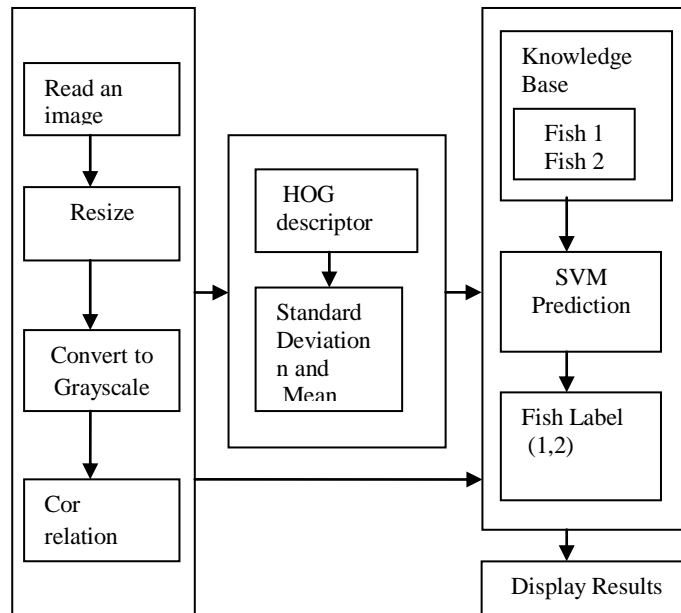 Read an
image
Resize
Convert to
Grayscale
Cor
relation
HOG
descriptor
Standard
Deviatio
n and
Mean
Knowledge
Base
Fish 1
Fish 2
SVM
Prediction
Fish Label
(1,2)
Display Results